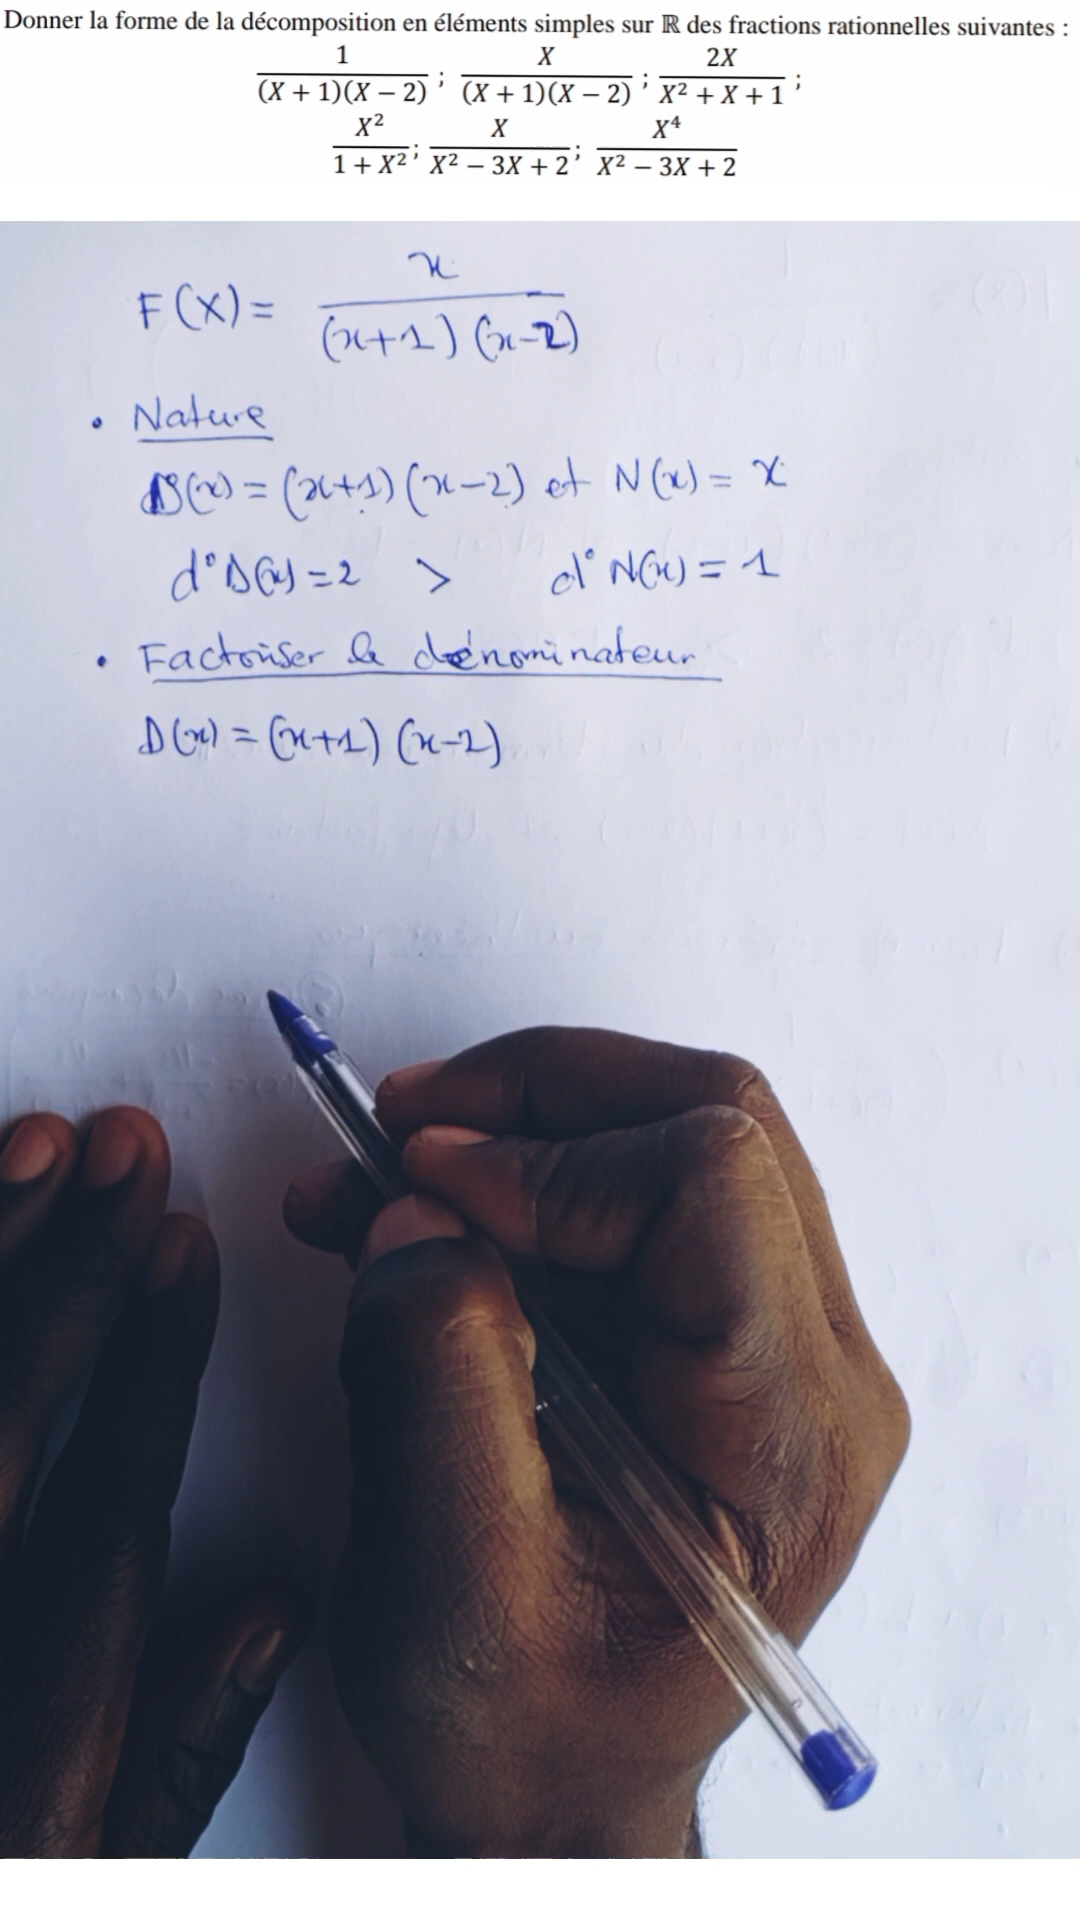 Donner la forme de la décomposition en éléments simples sur ℝ des fractions rationnelles suivantes :
1/((X + 1)(X − 2)) ; X/((X + 1)(X − 2)) ; 2X/(X² + X + 1) ;
X²/(1 + X²) ; X/(X² − 3X + 2) ; X⁴/(X² − 3X + 2)
F(X) = x/((x+1)(x-2))
• Nature
D(x) = (x+1)(x-2) et N(x) = x
d° D(x) = 2 > d° N(x) = 1
• Factoriser le dénominateur
D(x) = (x+1)(x-2)